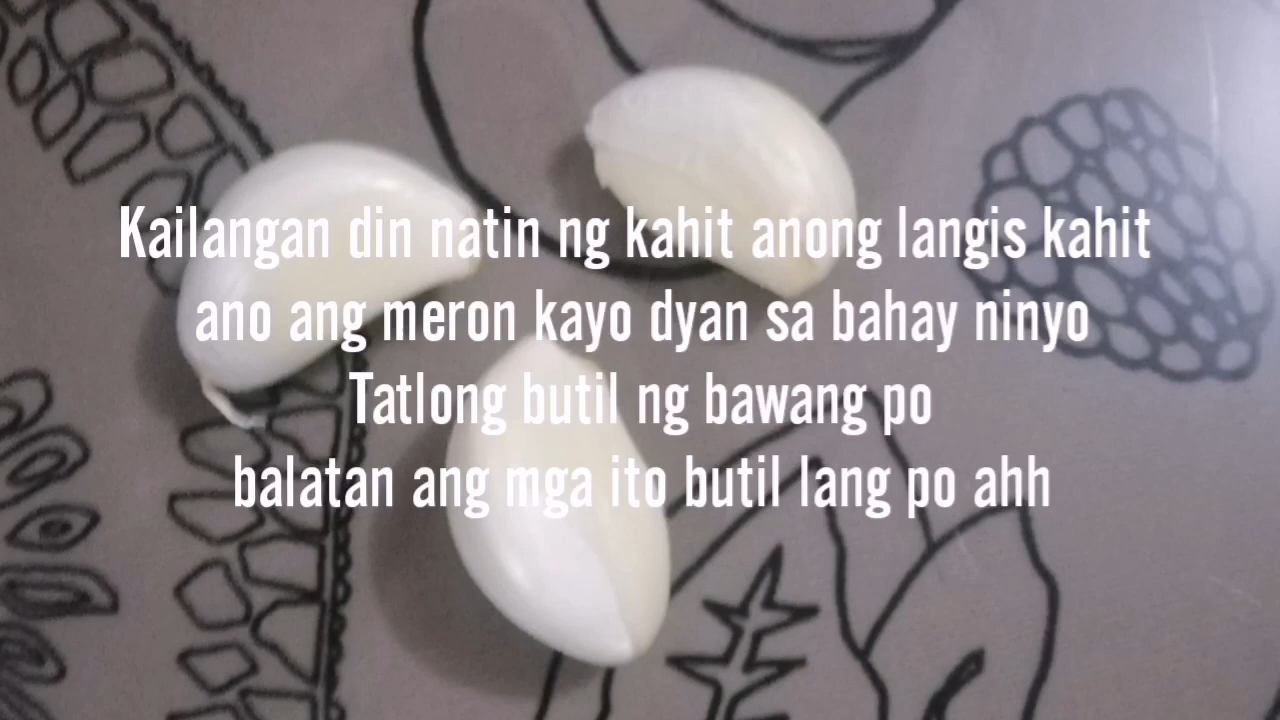 Kailangan din natin ng kahit anong langis kahit
ano ang meron kayo dyan sa bahay ninyo
Tatlong butil ng bawang po
balatan ang mga ito butil lang po ahh